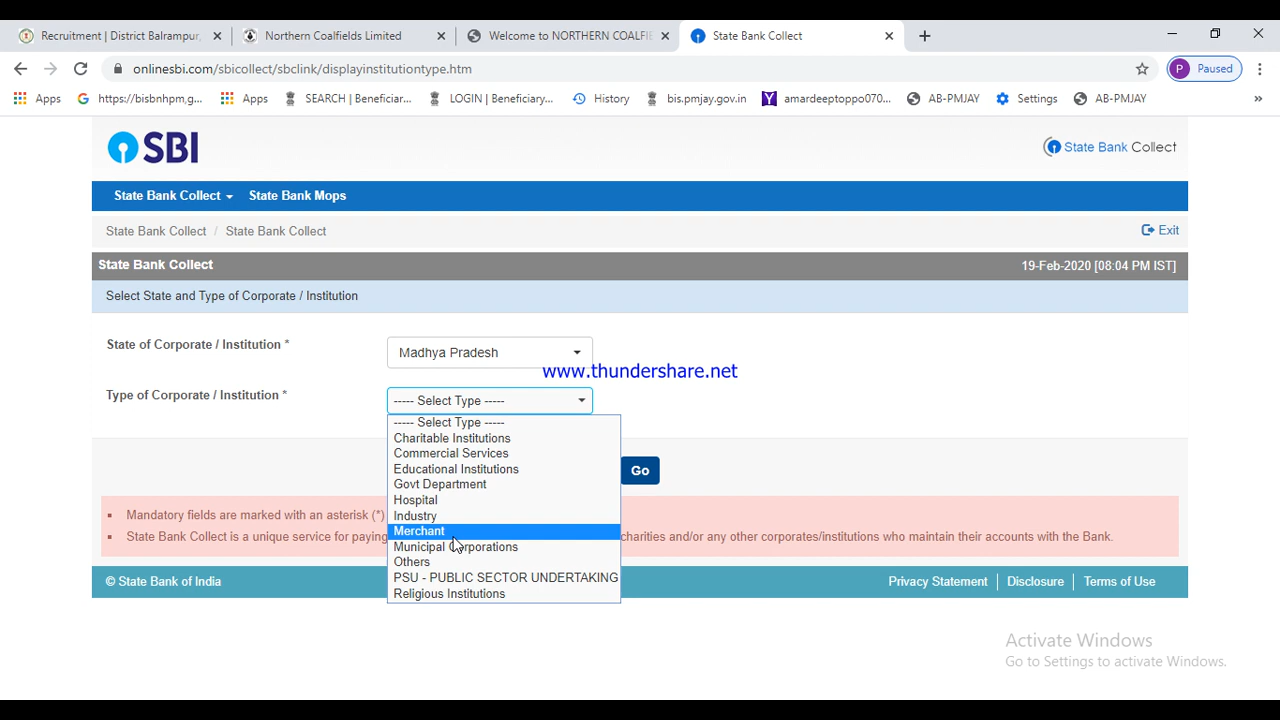 Recruitment | District Balrampur,
Northern Coalfields Limited
Welcome to NORTHERN COALFIE
State Bank Collect
onlinesbi.com/sbicollect/sbclink/displayinstitutiontype.htm
P Paused
Apps
https://bisbnhpm,g...
Apps
SEARCH | Beneficiar...
LOGIN | Beneficiary...
History
bis.pmjay.gov.in
amardeeptoppo070...
AB-PMJAY
Settings
AB-PMJAY
SBI
State Bank Collect
State Bank Collect
State Bank Mops
State Bank Collect / State Bank Collect
Exit
State Bank Collect
19-Feb-2020 [08:04 PM IST]
Select State and Type of Corporate / Institution
State of Corporate / Institution *
Madhya Pradesh
www.thundershare.net
Type of Corporate / Institution *
----- Select Type -----
----- Select Type -----
Charitable Institutions
Commercial Services
Educational Institutions
Govt Department
Hospital
Industry
Merchant
Municipal Corporations
Others
PSU - PUBLIC SECTOR UNDERTAKING
Religious Institutions
Go
Mandatory fields are marked with an asterisk (*)
State Bank Collect is a unique service for paying charities and/or any other corporates/institutions who maintain their accounts with the Bank.
© State Bank of India
Privacy Statement
Disclosure
Terms of Use
Activate Windows
Go to Settings to activate Windows.